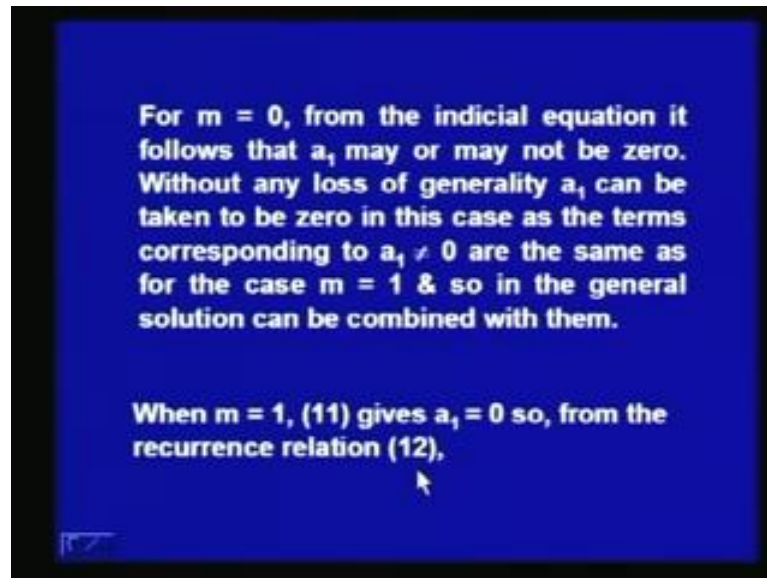 For m = 0, from the indicial equation it
follows that a₁ may or may not be zero.
Without any loss of generality a₁ can be
taken to be zero in this case as the terms
corresponding to a₁ ≠ 0 are the same as
for the case m = 1 & so in the general
solution can be combined with them.
When m = 1, (11) gives a₁ = 0 so, from the
recurrence relation (12),